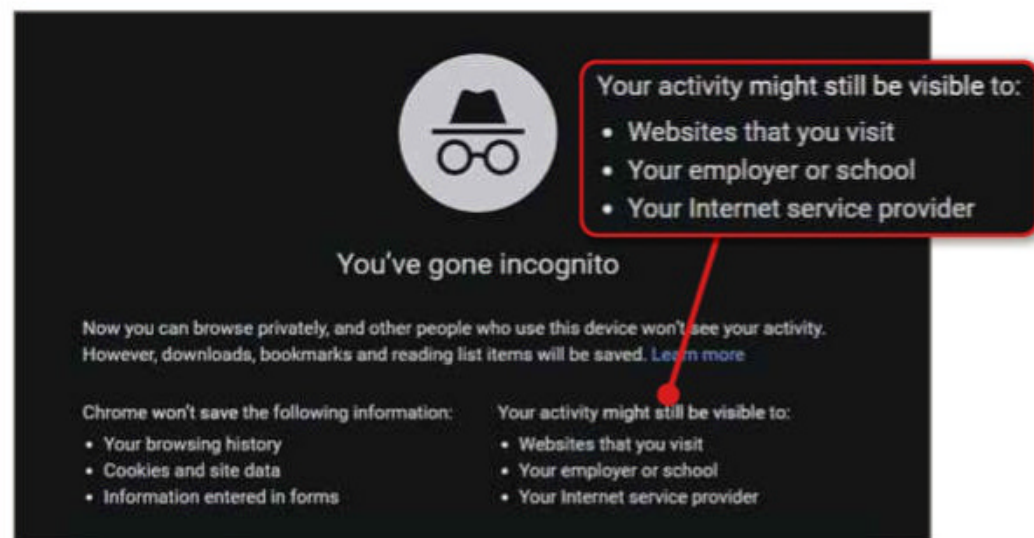 Your activity might still be visible to:
• Websites that you visit
• Your employer or school
• Your Internet service provider
You've gone incognito
Now you can browse privately, and other people who use this device won't see your activity.
However, downloads, bookmarks and reading list items will be saved. Learn more
Chrome won't save the following information:
• Your browsing history
• Cookies and site data
• Information entered in forms
Your activity might still be visible to:
• Websites that you visit
• Your employer or school
• Your Internet service provider